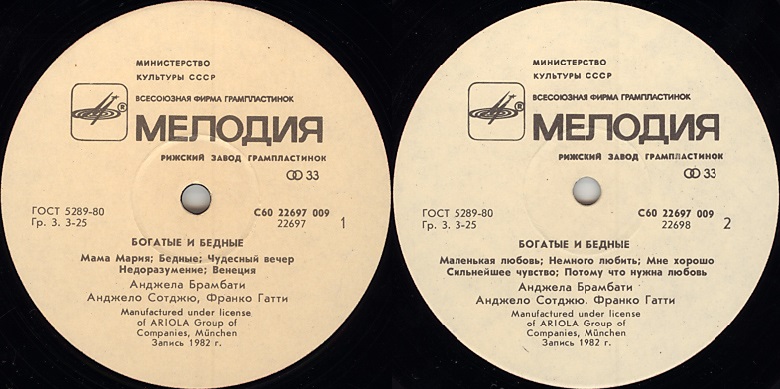 МИНИСТЕРСТВО
КУЛЬТУРЫ СССР
ВСЕСОЮЗНАЯ ФИРМА ГРАМПЛАСТИНОК
®
МЕЛОДИЯ
РИЖСКИЙ ЗАВОД ГРАМПЛАСТИНОК
33
ГОСТ 5289-80
Гр. 3. 3-25
С60 22697 009
22697
1
БОГАТЫЕ И БЕДНЫЕ
Мама Мария; Бедные; Чудесный вечер
Недоразумение; Венеция
Анджела Брамбати
Анджело Сотджю, Франко Гатти
Manufactured under license
of ARIOLA Group of
Companies, München
Запись 1982 г.
МИНИСТЕРСТВО
КУЛЬТУРЫ СССР
ВСЕСОЮЗНАЯ ФИРМА ГРАМПЛАСТИНОК
®
МЕЛОДИЯ
РИЖСКИЙ ЗАВОД ГРАМПЛАСТИНОК
33
ГОСТ 5289-80
Гр. 3. 3-25
С60 22697 009
22698
2
БОГАТЫЕ И БЕДНЫЕ
Маленькая любовь; Немного любить; Мне хорошо
Сильнейшее чувство; Потому что нужна любовь
Анджела Брамбати
Анджело Сотджю. Франко Гатти
Manufactured under license
of ARIOLA Group of
Companies, München
Запись 1982 г.